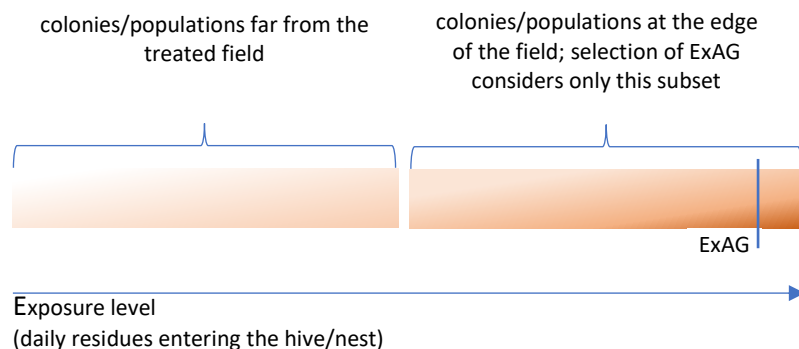 colonies/populations far from the
treated field
colonies/populations at the edge
of the field; selection of ExAG
considers only this subset
ExAG
Exposure level
(daily residues entering the hive/nest)